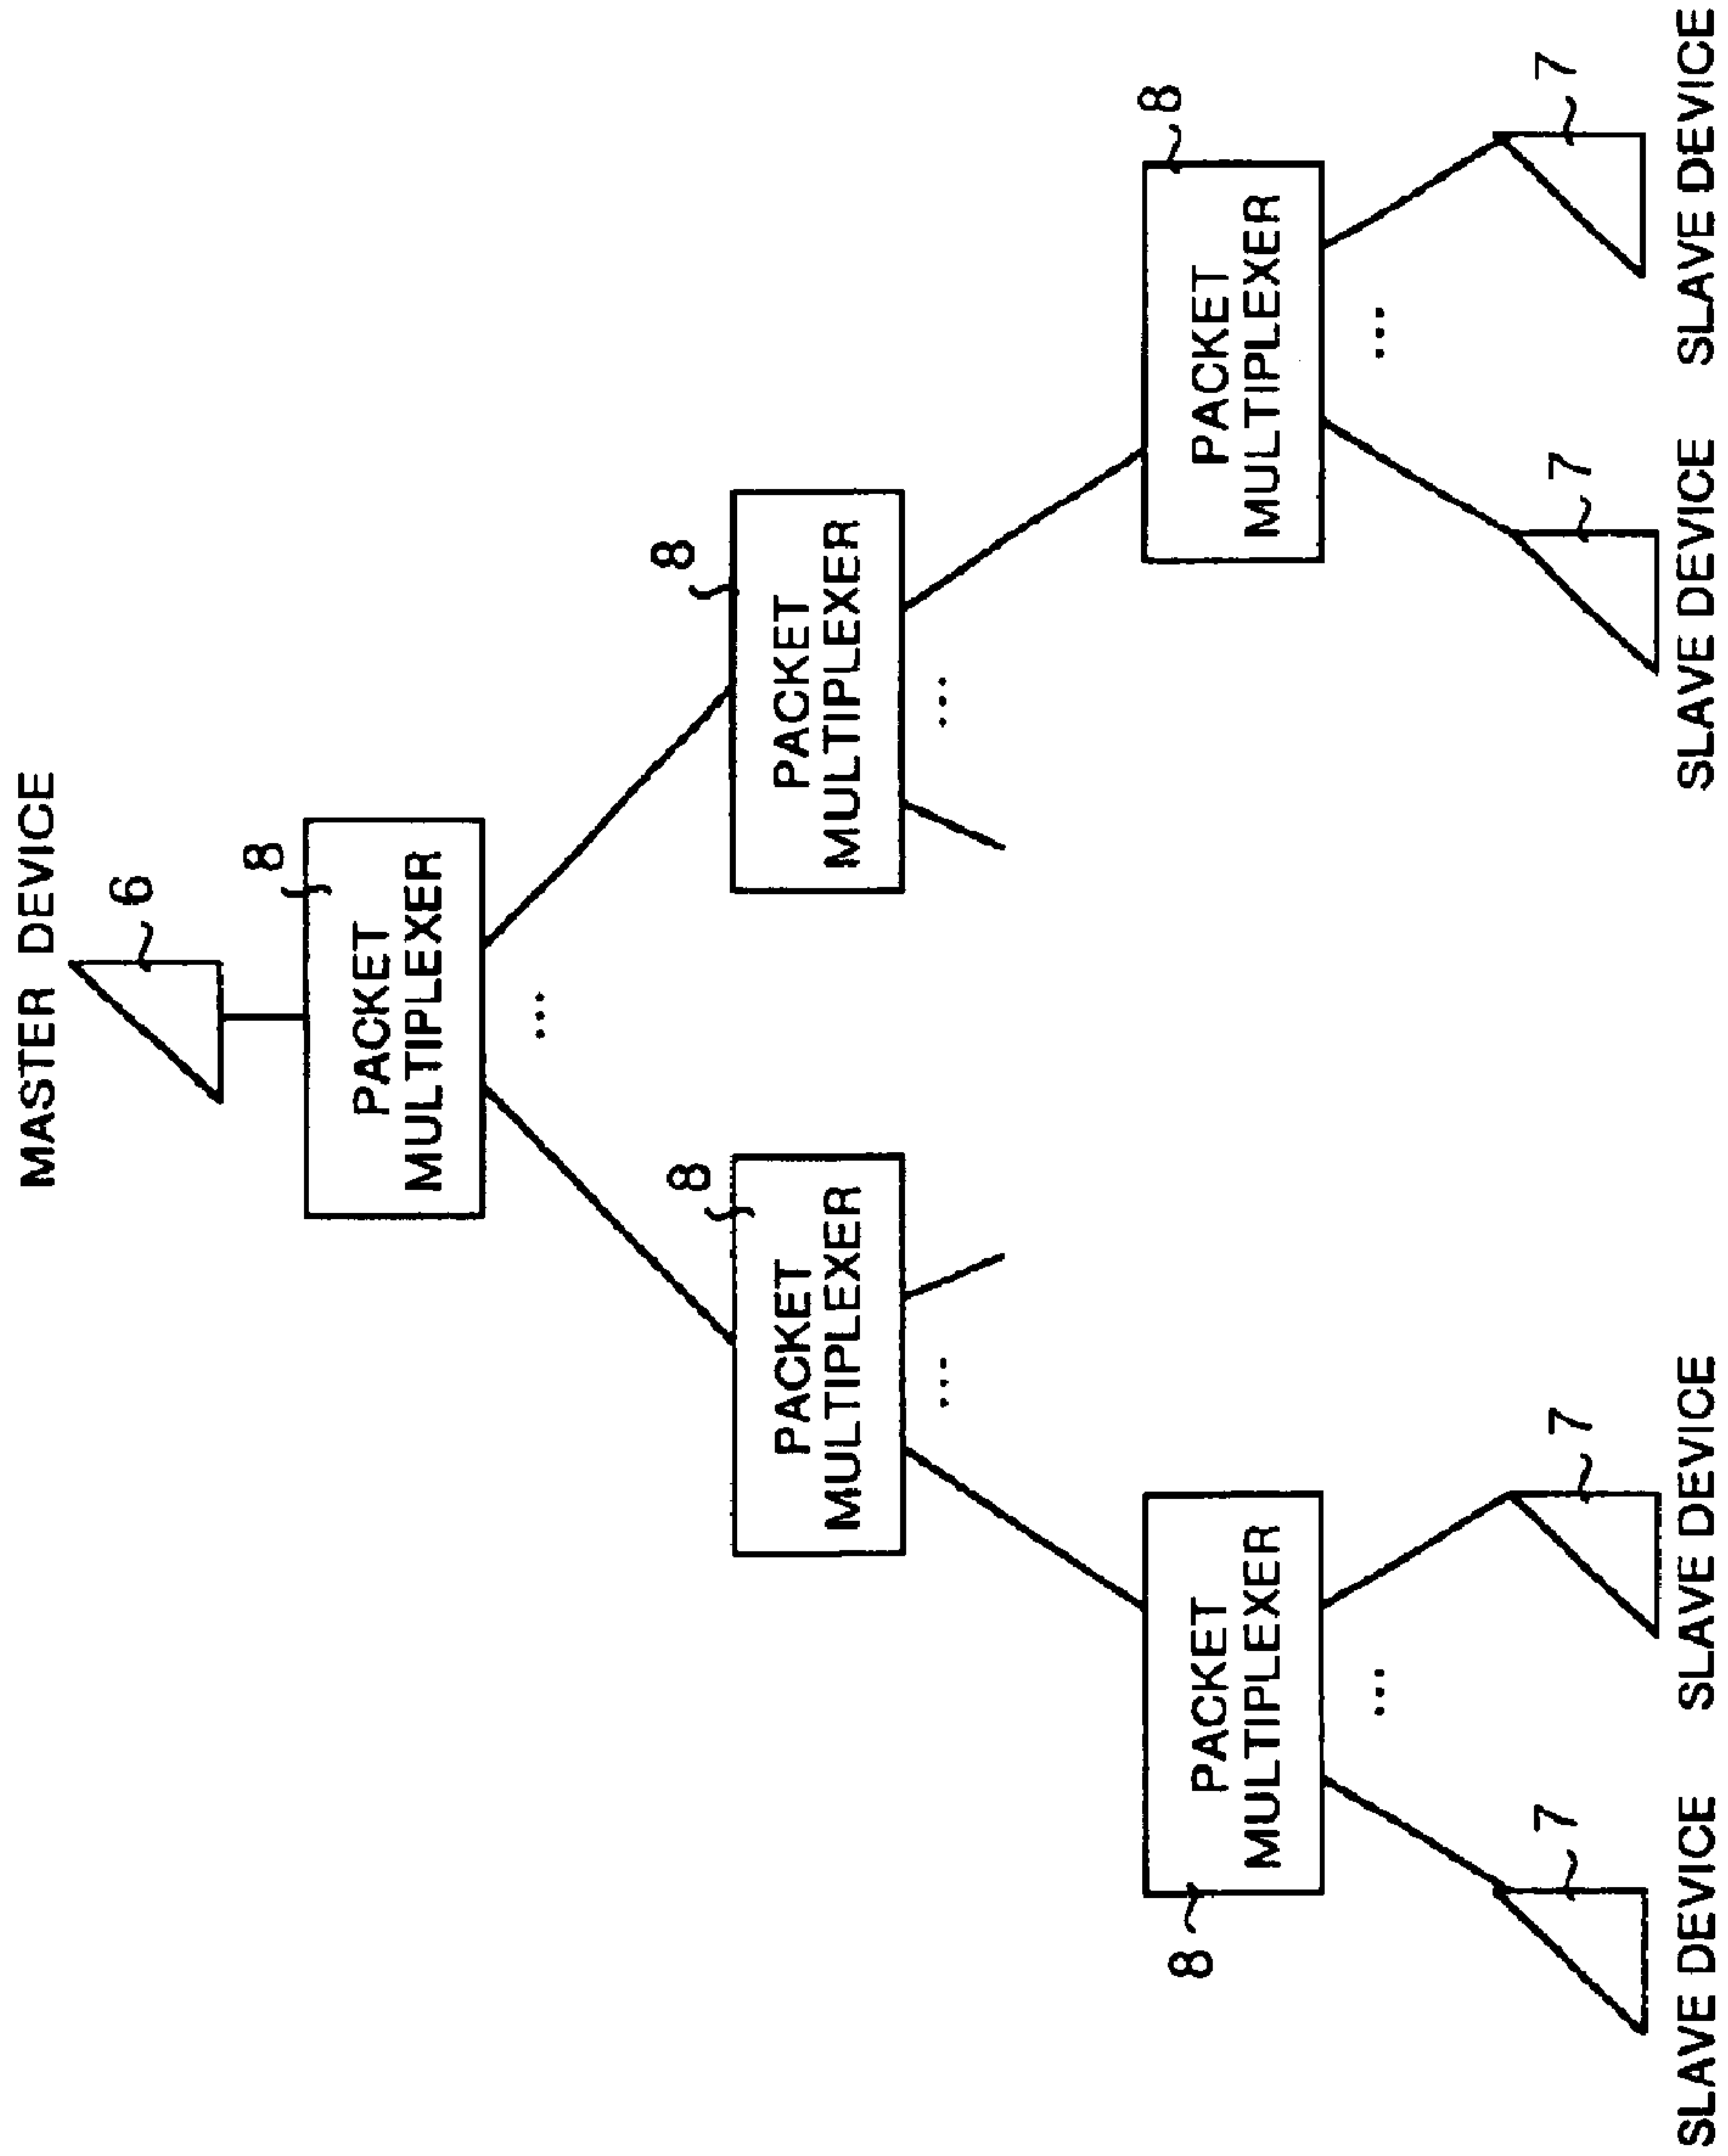 MASTER DEVICE
6
8
PACKET
MULTIPLEXER
...
8
PACKET
MULTIPLEXER
...
8
PACKET
MULTIPLEXER
...
8
PACKET
MULTIPLEXER
...
8
PACKET
MULTIPLEXER
...
7
SLAVE DEVICE
7
SLAVE DEVICE
7
SLAVE DEVICE
7
SLAVE DEVICE